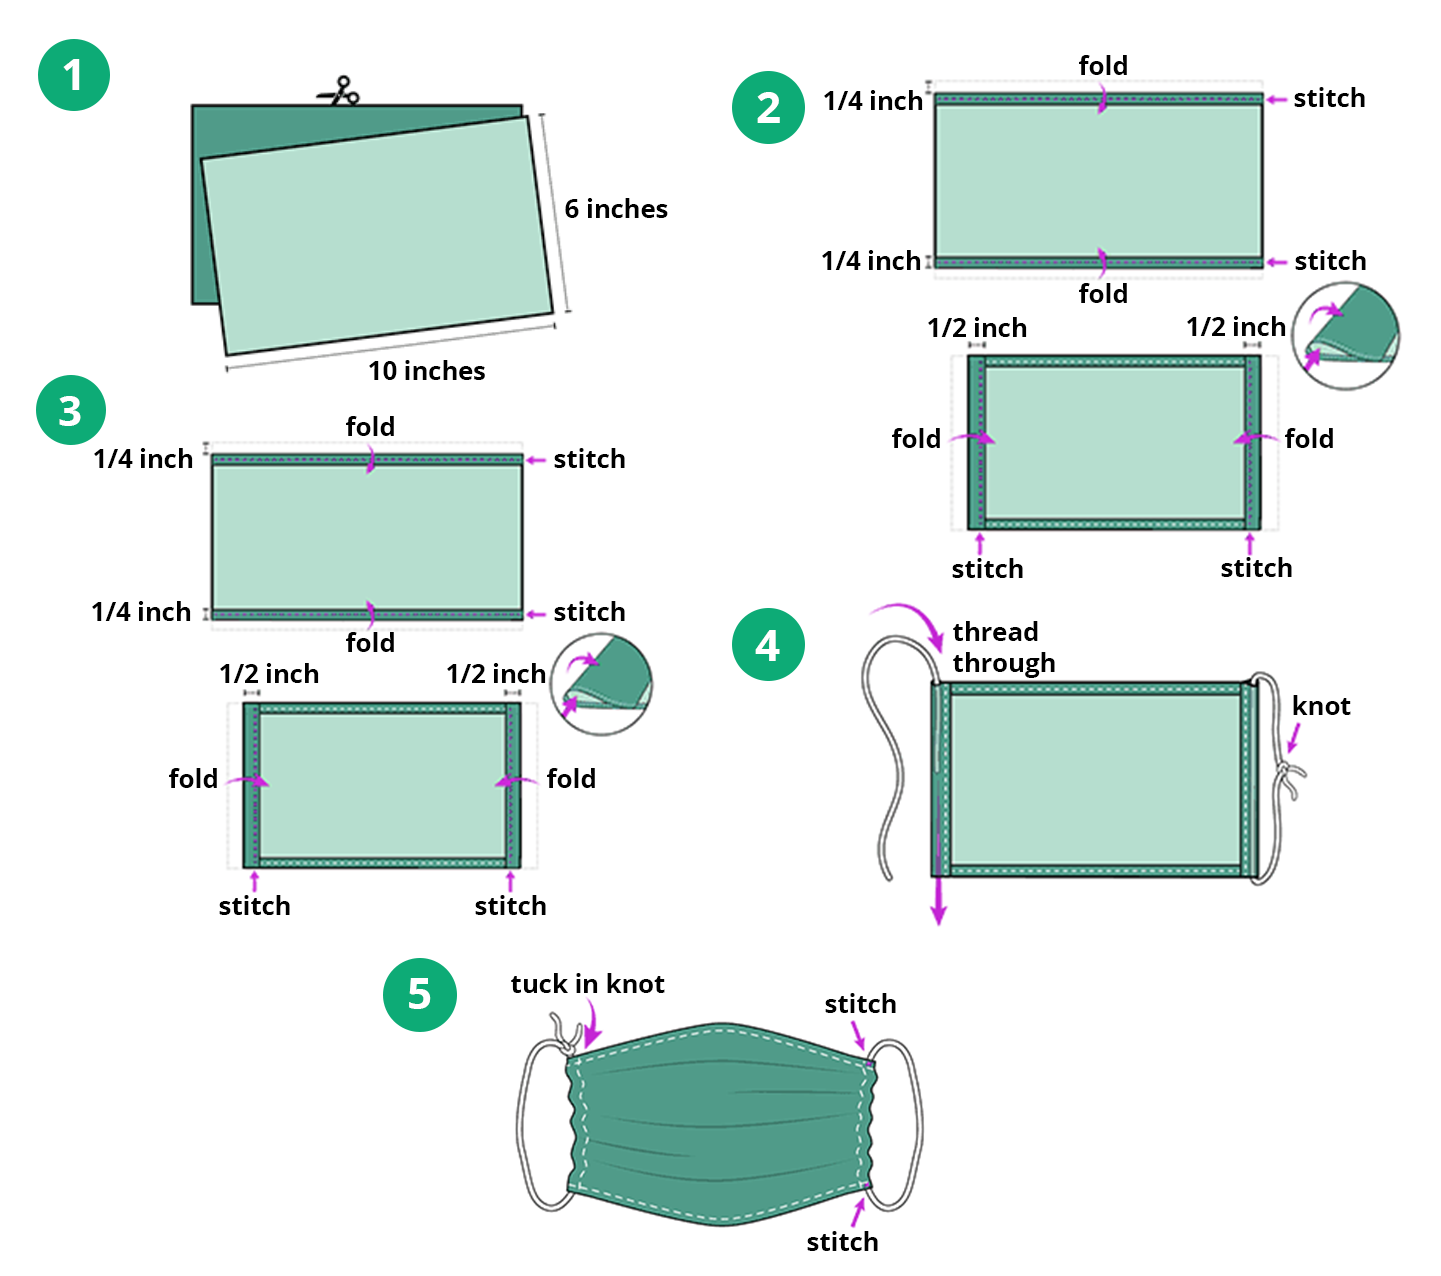 1
6 inches
10 inches
2
fold
1/4 inch
stitch
1/4 inch
stitch
fold
1/2 inch
1/2 inch
fold
fold
stitch
stitch
3
fold
1/4 inch
stitch
1/4 inch
stitch
fold
1/2 inch
1/2 inch
fold
fold
stitch
stitch
4
thread
through
knot
5
tuck in knot
stitch
stitch